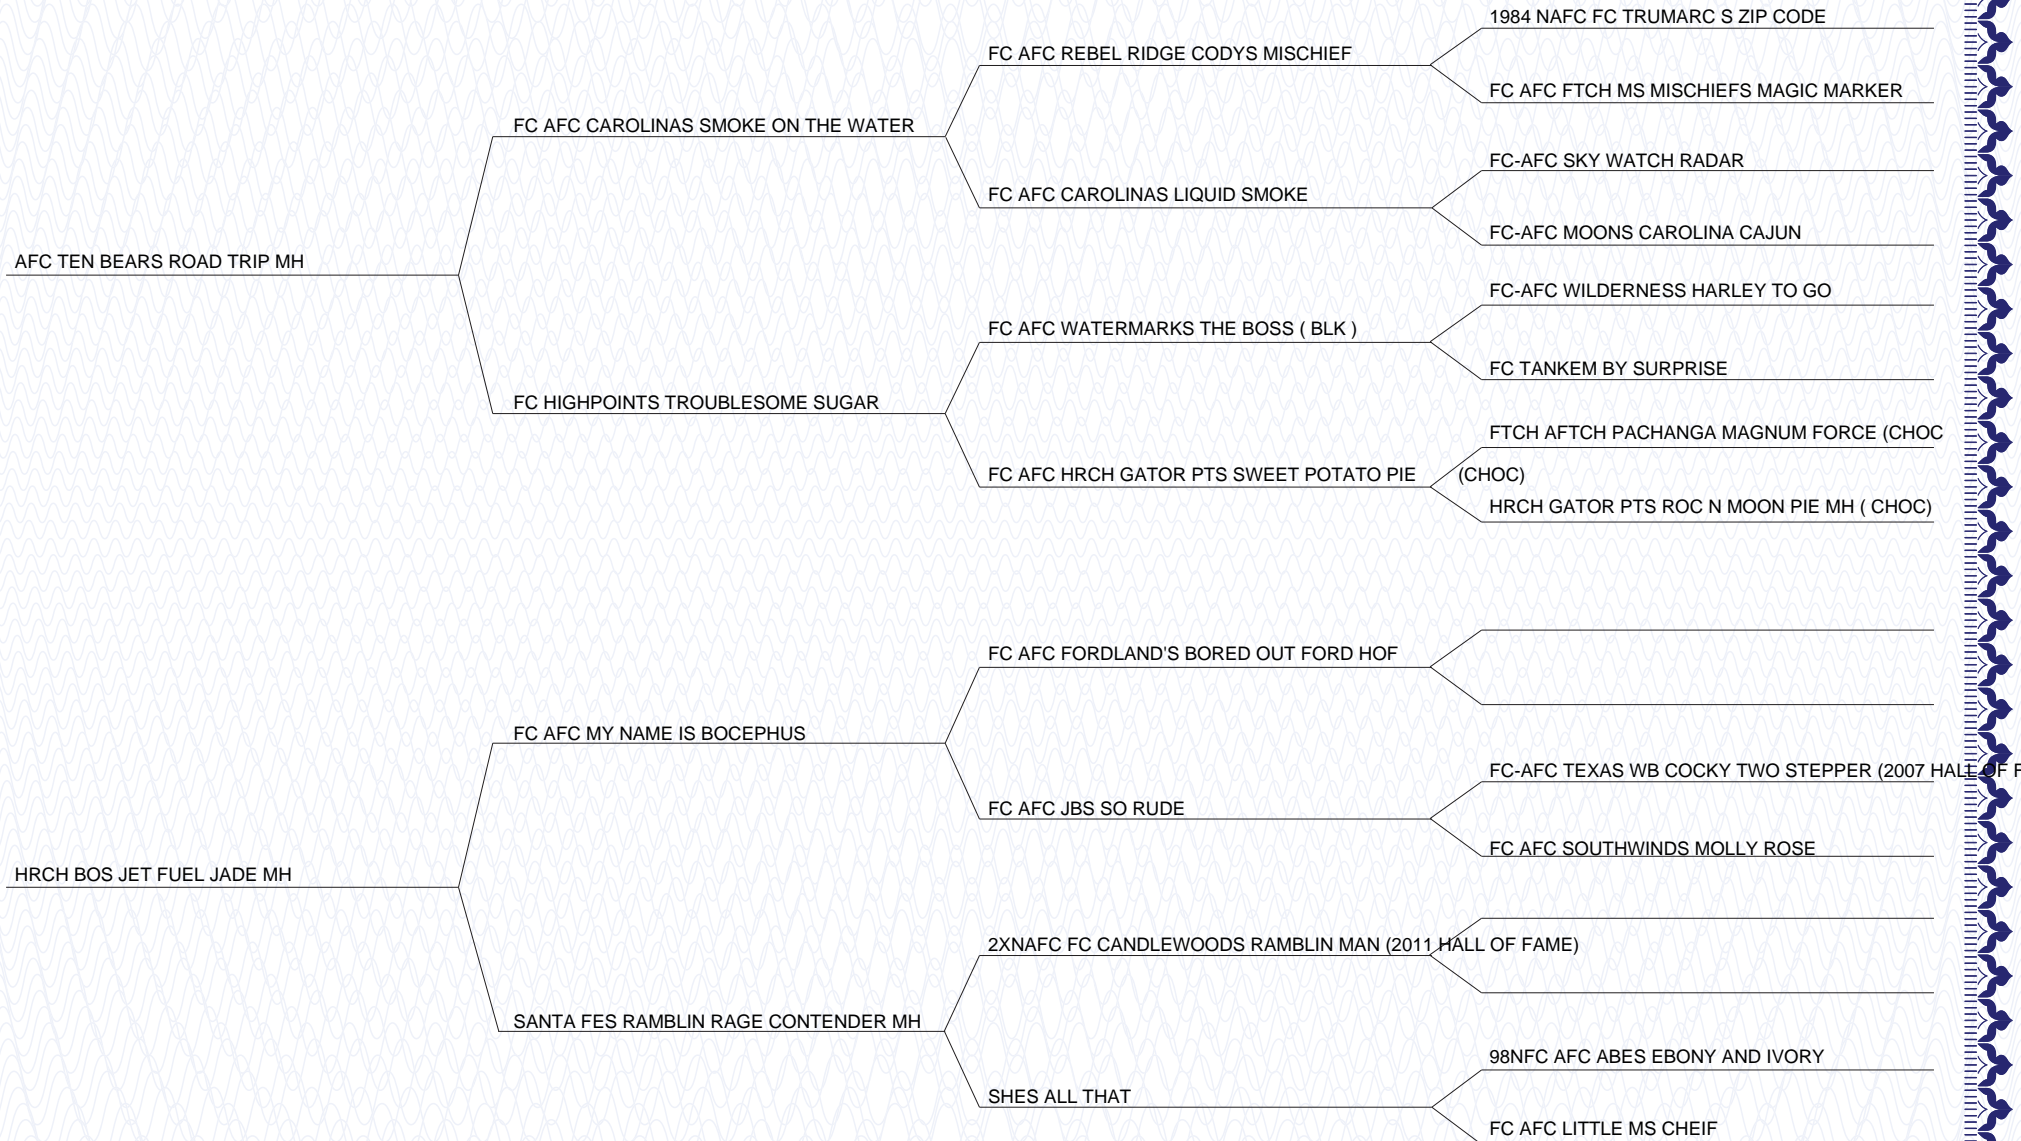 1984 NAFC FC TRUMARC S ZIP CODE
FC AFC REBEL RIDGE CODYS MISCHIEF
FC AFC FTCH MS MISCHIEFS MAGIC MARKER
FC AFC CAROLINAS SMOKE ON THE WATER
FC-AFC SKY WATCH RADAR
FC AFC CAROLINAS LIQUID SMOKE
FC-AFC MOONS CAROLINA CAJUN
AFC TEN BEARS ROAD TRIP MH
FC-AFC WILDERNESS HARLEY TO GO
FC AFC WATERMARKS THE BOSS ( BLK )
FC TANKEM BY SURPRISE
FC HIGHPOINTS TROUBLESOME SUGAR
FTCH AFTCH PACHANGA MAGNUM FORCE (CHOC
FC AFC HRCH GATOR PTS SWEET POTATO PIE (CHOC)
HRCH GATOR PTS ROC N MOON PIE MH ( CHOC)
FC AFC FORDLAND'S BORED OUT FORD HOF
FC AFC MY NAME IS BOCEPHUS
FC-AFC TEXAS WB COCKY TWO STEPPER (2007 HALL OF F
FC AFC JBS SO RUDE
FC AFC SOUTHWINDS MOLLY ROSE
HRCH BOS JET FUEL JADE MH
2XNAFC FC CANDLEWOODS RAMBLIN MAN (2011 HALL OF FAME)
SANTA FES RAMBLIN RAGE CONTENDER MH
98NFC AFC ABES EBONY AND IVORY
SHES ALL THAT
FC AFC LITTLE MS CHEIF